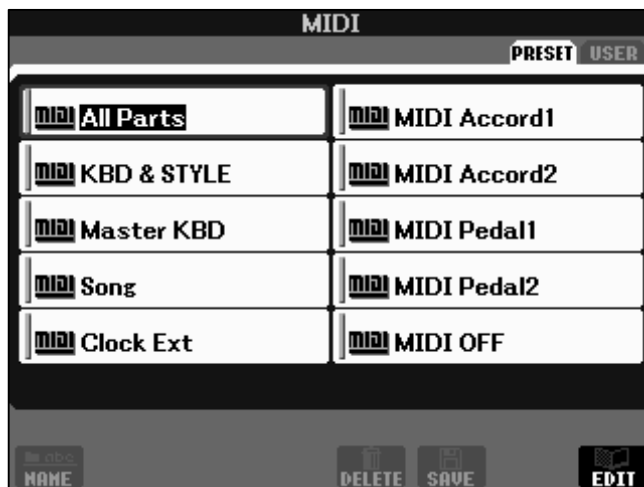 MIDI
PRESET USER
MIDI All Parts
MIDI KBD & STYLE
MIDI Master KBD
MIDI Song
MIDI Clock Ext
MIDI MIDI Accord1
MIDI MIDI Accord2
MIDI MIDI Pedal1
MIDI MIDI Pedal2
MIDI MIDI OFF
abc
NAME
DELETE
SAVE
EDIT